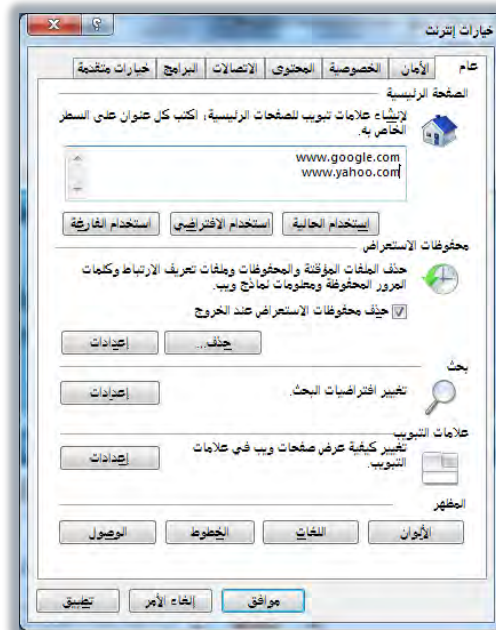 خيارات إنترنت
عام
الأمان
الخصوصية
المحتوى
الاتصالات
البرامج
خيارات متقدمة
الصفحة الرئيسية
لإنشاء علامات تبويب للصفحات الرئيسية، اكتب كل عنوان على السطر
الخاص به.
www.google.com
www.yahoo.com
استخدام الحالية
استخدام الافتراضي
استخدام الفارغة
محفوظات الاستعراض
حذف الملفات المؤقتة والمحفوظات وملفات تعريف الارتباط وكلمات
المرور المحفوظة ومعلومات نماذج ويب.
حذف محفوظات الاستعراض عند الخروج
حذف...
إعدادات
بحث
تغيير افتراضيات البحث.
إعدادات
علامات التبويب
تغيير كيفية عرض صفحات ويب في علامات
التبويب.
إعدادات
المظهر
الألوان
اللغات
الخطوط
الوصول
موافق
إلغاء الأمر
تطبيق